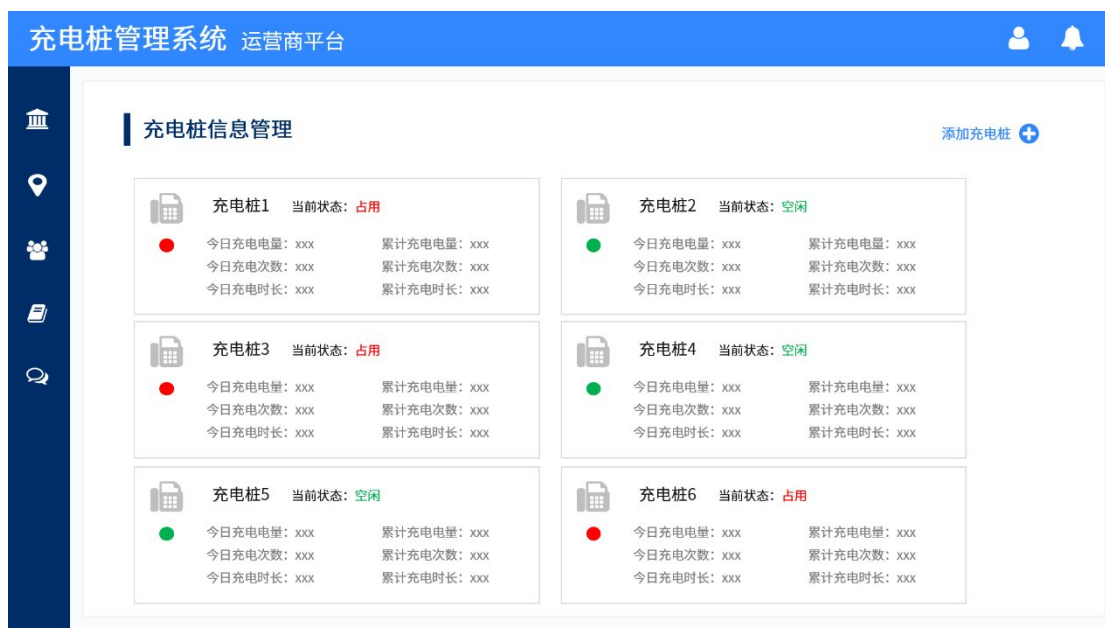 充电桩管理系统 运营商平台
充电桩信息管理
添加充电桩
充电桩1 当前状态：占用
今日充电电量：xxx 累计充电电量：xxx
今日充电次数：xxx 累计充电次数：xxx
今日充电时长：xxx 累计充电时长：xxx
充电桩2 当前状态：空闲
今日充电电量：xxx 累计充电电量：xxx
今日充电次数：xxx 累计充电次数：xxx
今日充电时长：xxx 累计充电时长：xxx
充电桩3 当前状态：占用
今日充电电量：xxx 累计充电电量：xxx
今日充电次数：xxx 累计充电次数：xxx
今日充电时长：xxx 累计充电时长：xxx
充电桩4 当前状态：空闲
今日充电电量：xxx 累计充电电量：xxx
今日充电次数：xxx 累计充电次数：xxx
今日充电时长：xxx 累计充电时长：xxx
充电桩5 当前状态：空闲
今日充电电量：xxx 累计充电电量：xxx
今日充电次数：xxx 累计充电次数：xxx
今日充电时长：xxx 累计充电时长：xxx
充电桩6 当前状态：占用
今日充电电量：xxx 累计充电电量：xxx
今日充电次数：xxx 累计充电次数：xxx
今日充电时长：xxx 累计充电时长：xxx